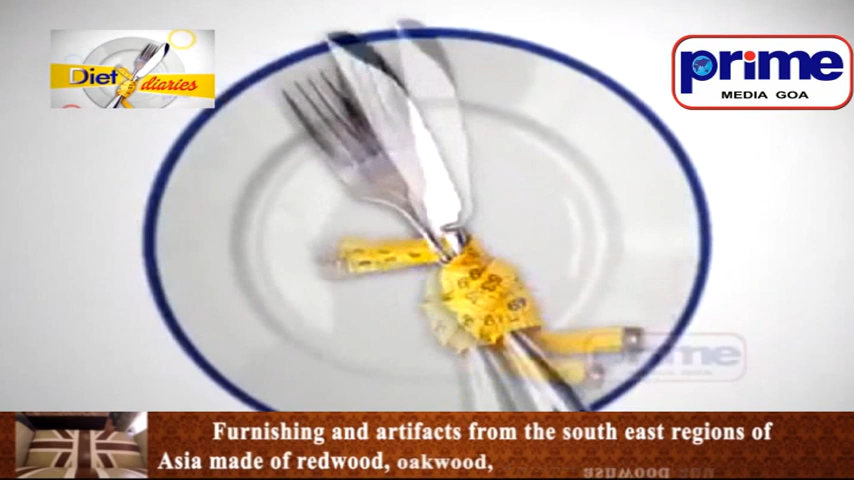 Diet
diaries
prime
MEDIA GOA
Furnishing and artifacts from the south east regions of
Asia made of redwood, oakwood,